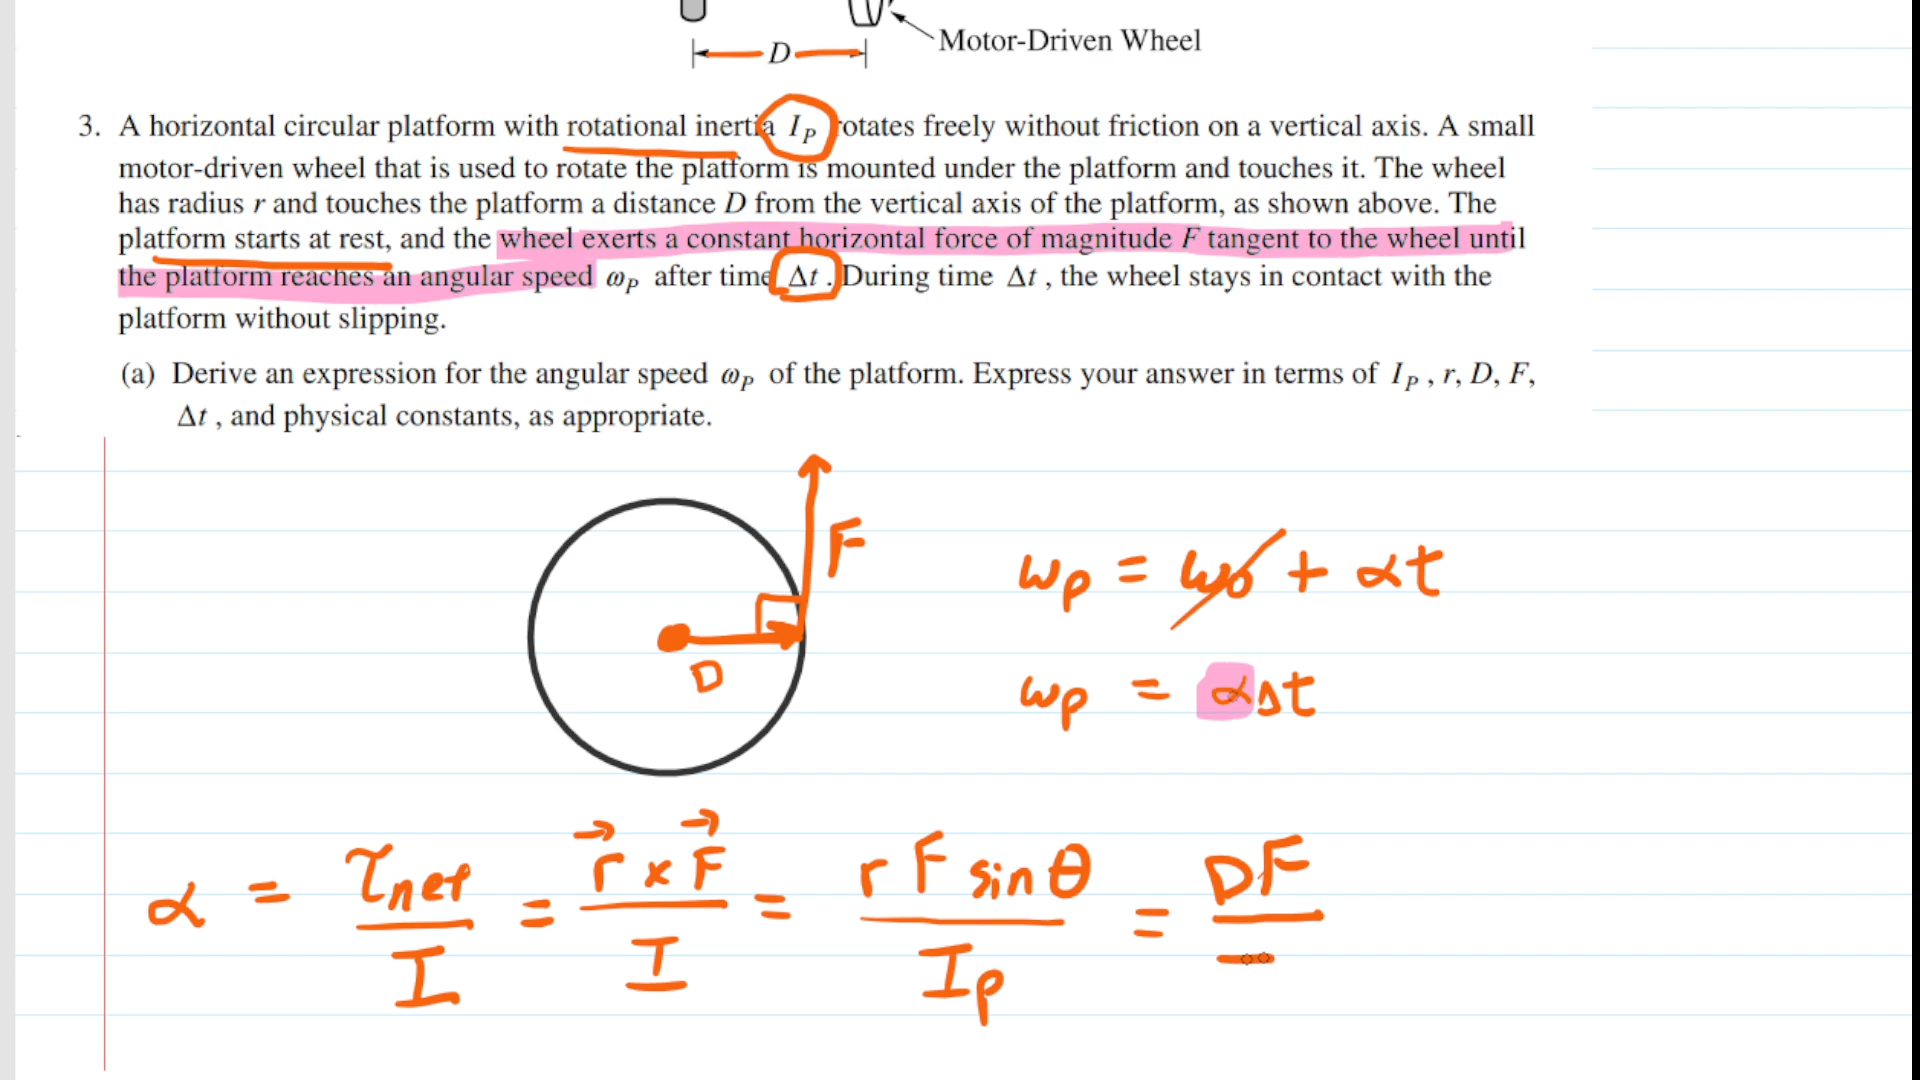 D
Motor-Driven Wheel
3. A horizontal circular platform with rotational inertia I_P rotates freely without friction on a vertical axis. A small
motor-driven wheel that is used to rotate the platform is mounted under the platform and touches it. The wheel
has radius r and touches the platform a distance D from the vertical axis of the platform, as shown above. The
platform starts at rest, and the wheel exerts a constant horizontal force of magnitude F tangent to the wheel until
the platform reaches an angular speed ω_P after time Δt. During time Δt, the wheel stays in contact with the
platform without slipping.
(a) Derive an expression for the angular speed ω_P of the platform. Express your answer in terms of I_P, r, D, F,
Δt, and physical constants, as appropriate.
F
D
ω_P = ω_0 + αt
ω_P = αΔt
α = τ_net / I = r⃗ × F⃗ / I = r F sin θ / I_P = DF /